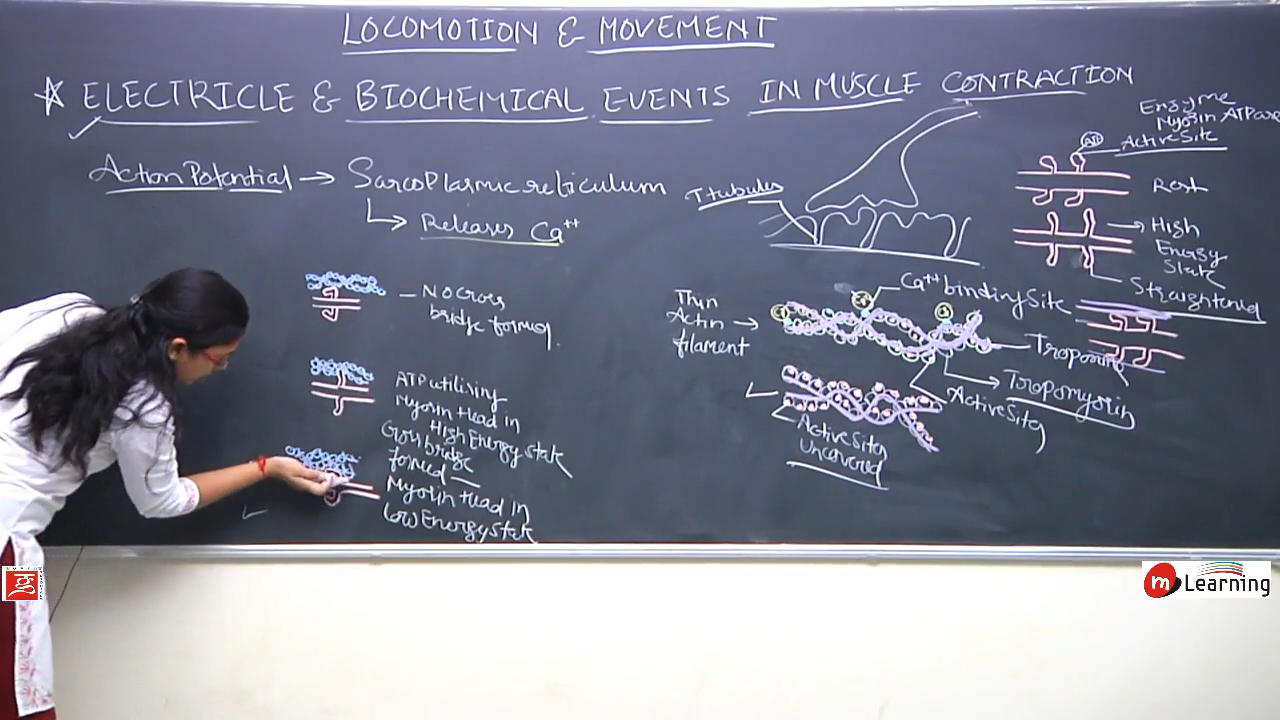 LOCOMOTION & MOVEMENT
ELECTRICLE & BIOCHEMICAL EVENTS IN MUSCLE CONTRACTION
Action Potential → Sarcoplasmic reticulum
Releases Ca++
No cross
bridge formed
ATP utilising
Myosin Head in
High Energy state
Cross bridge
formed
Myosin Head in
Low Energy state
T tubules
Enzyme
Myosin ATPase
Active Site
Rest
High
Energy
State
Straightened
Ca++ binding Site
Thin
Actin
filament
Troponin
Tropomyosin
Active Site
Active Site
Uncovered
Learning